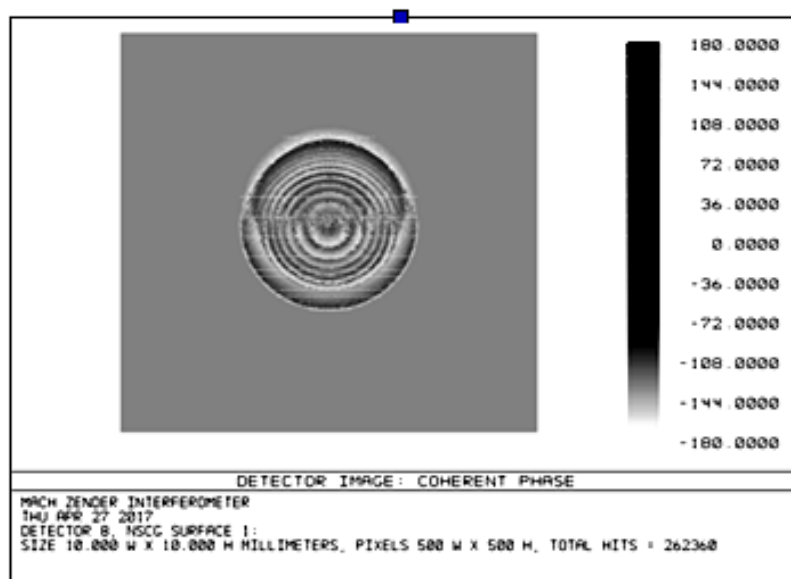 180.0000
144.0000
108.0000
72.0000
36.0000
0.0000
-36.0000
-72.0000
-108.0000
-144.0000
-180.0000
DETECTOR IMAGE: COHERENT PHASE
MACH ZENDER INTERFEROMETER
THU APR 27 2017
DETECTOR 8, NSCG SURFACE 1:
SIZE 10.000 W X 10.000 H MILLIMETERS, PIXELS 500 W X 500 H, TOTAL HITS = 262360